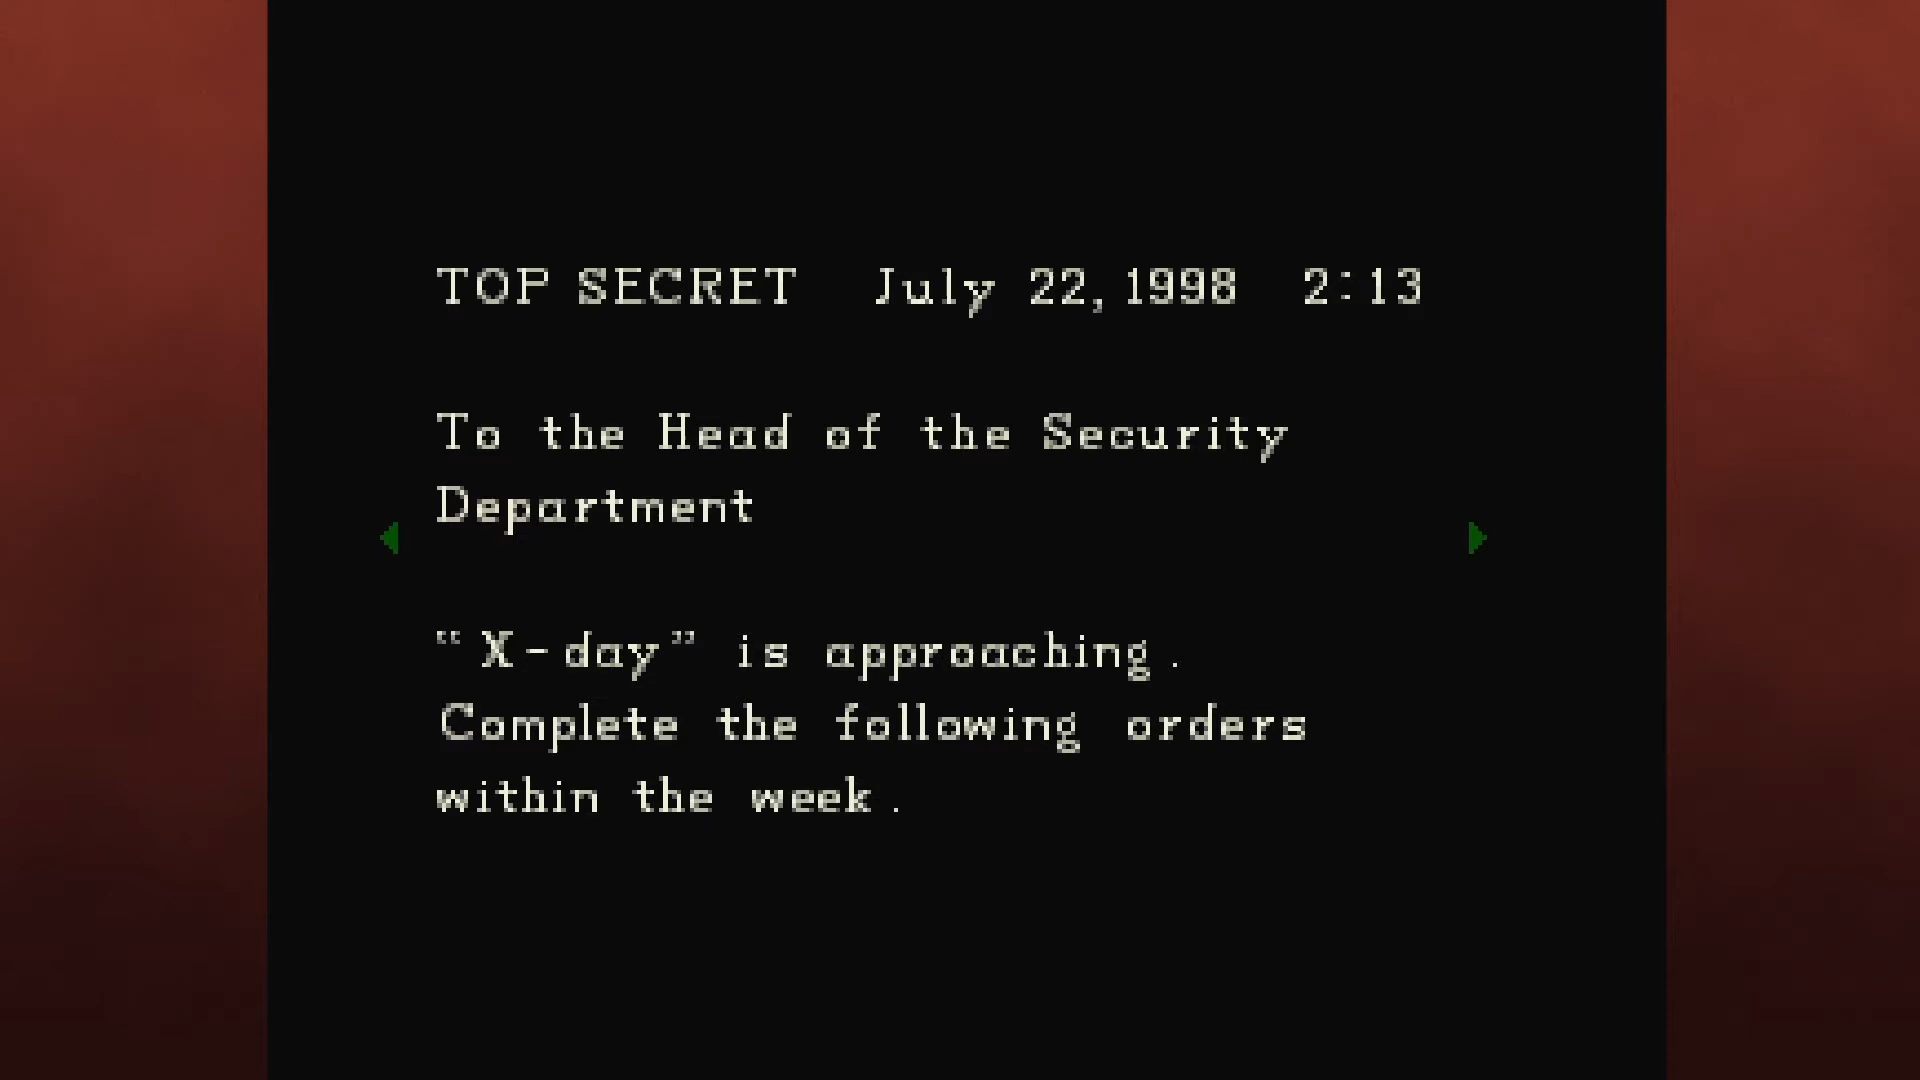 TOP SECRET July 22, 1998 2:13
To the Head of the Security
Department
“X-day” is approaching.
Complete the following orders
within the week.